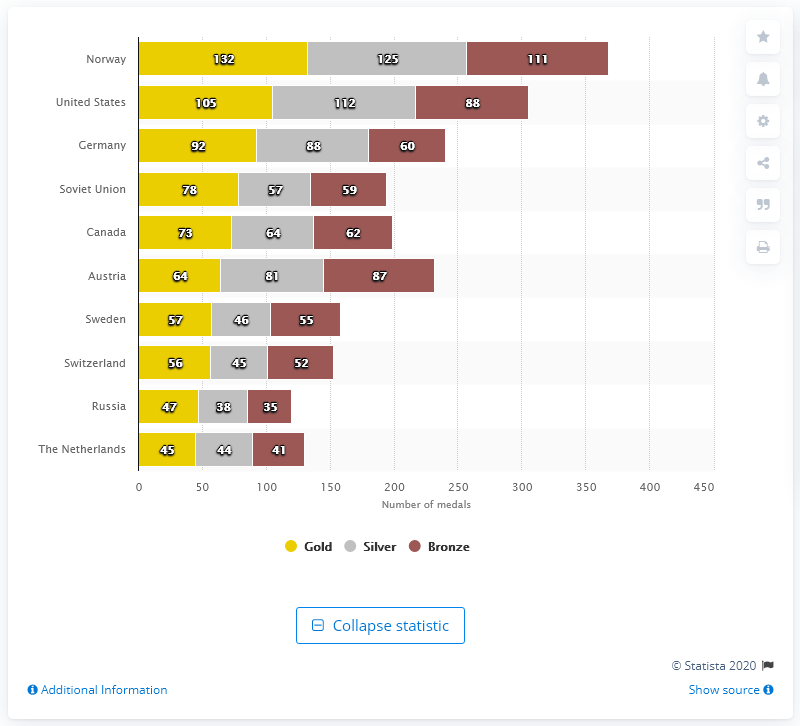 Norway 132 125 111
United States 105 112 88
Germany 92 88 60
Soviet Union 78 57 59
Canada 73 64 62
Austria 64 81 87
Sweden 57 46 55
Switzerland 56 45 52
Russia 47 38 35
The Netherlands 45 44 41
0 50 100 150 200 250 300 350 400 450
Number of medals
Gold Silver Bronze
Collapse statistic
© Statista 2020
Additional Information Show source